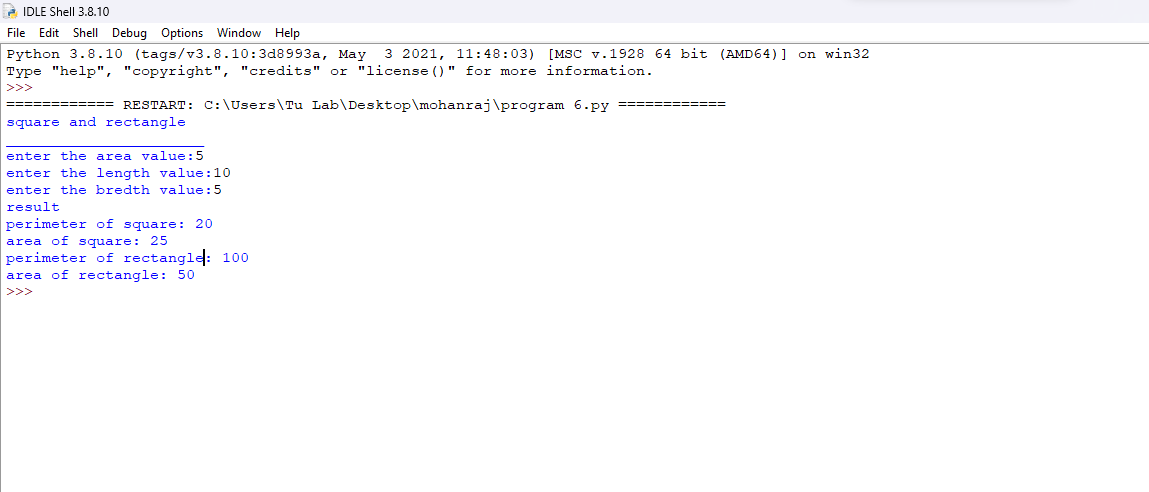 IDLE Shell 3.8.10
File Edit Shell Debug Options Window Help
Python 3.8.10 (tags/v3.8.10:3d8993a, May  3 2021, 11:48:03) [MSC v.1928 64 bit (AMD64)] on win32
Type "help", "copyright", "credits" or "license()" for more information.
>>>
============ RESTART: C:\Users\Tu Lab\Desktop\mohanraj\program 6.py ============
square and rectangle
______________________
enter the area value:5
enter the length value:10
enter the bredth value:5
result
perimeter of square: 20
area of square: 25
perimeter of rectangle: 100
area of rectangle: 50
>>>